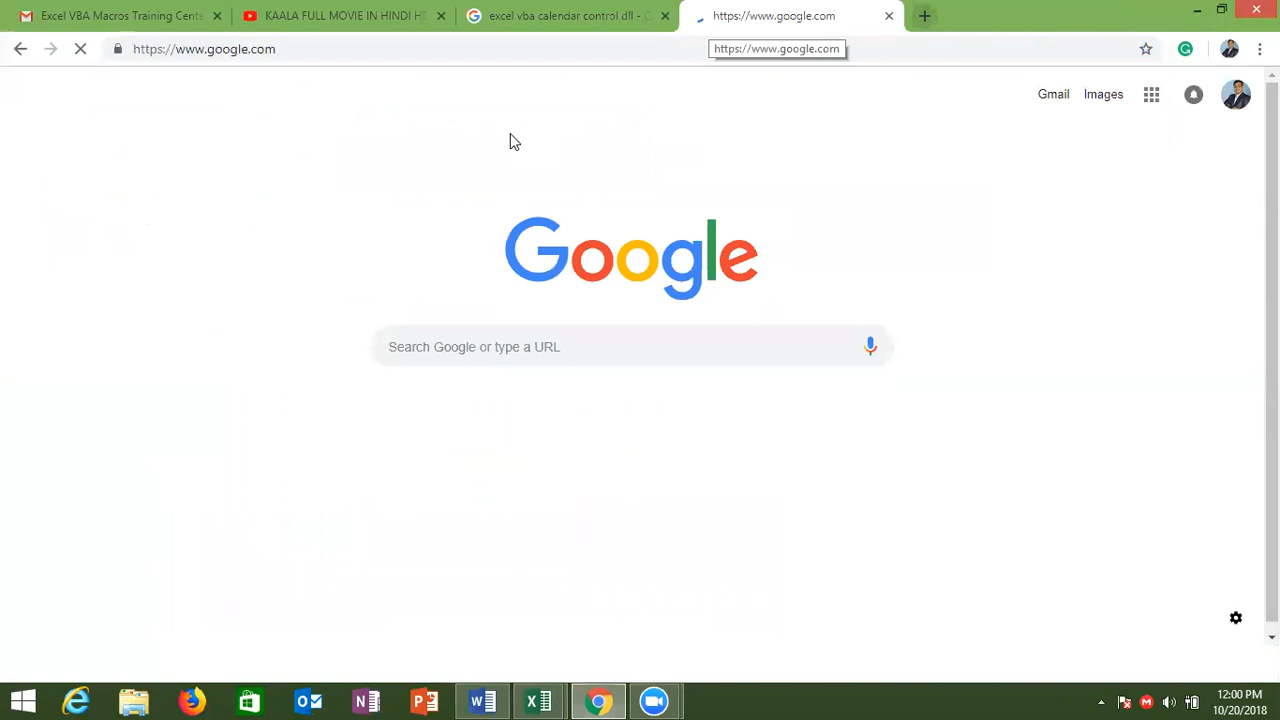 Excel VBA Macros Training Cente
KAALA FULL MOVIE IN HINDI HE
excel vba calendar control dll -
https://www.google.com
https://www.google.com
https://www.google.com
Gmail
Images
Google
Search Google or type a URL
12:00 PM
10/20/2018